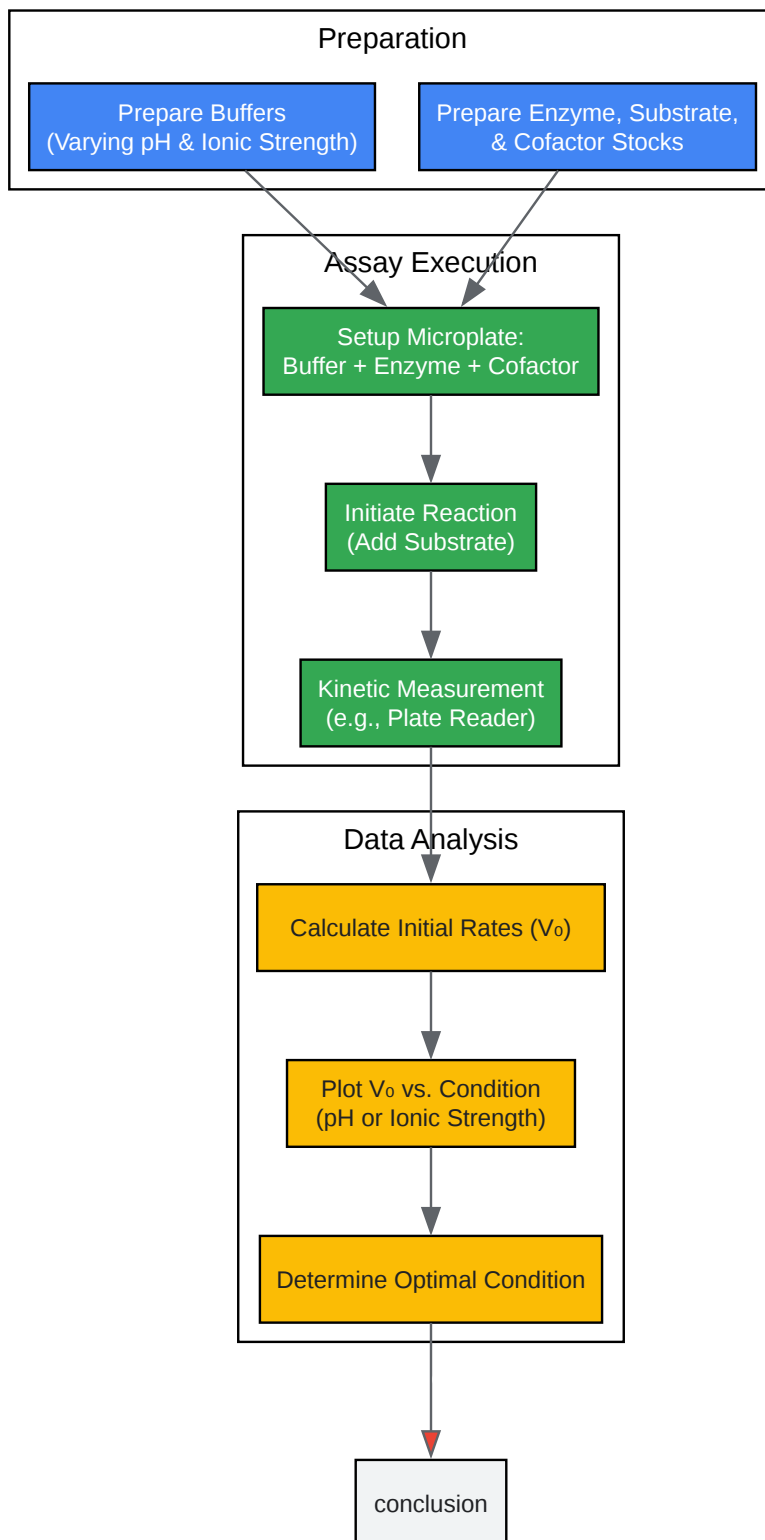 Preparation
Prepare Buffers
(Varying pH & Ionic Strength)
Prepare Enzyme, Substrate,
& Cofactor Stocks
Assay Execution
Setup Microplate:
Buffer + Enzyme + Cofactor
Initiate Reaction
(Add Substrate)
Kinetic Measurement
(e.g., Plate Reader)
Data Analysis
Calculate Initial Rates (V₀)
Plot V₀ vs. Condition
(pH or Ionic Strength)
Determine Optimal Condition
conclusion